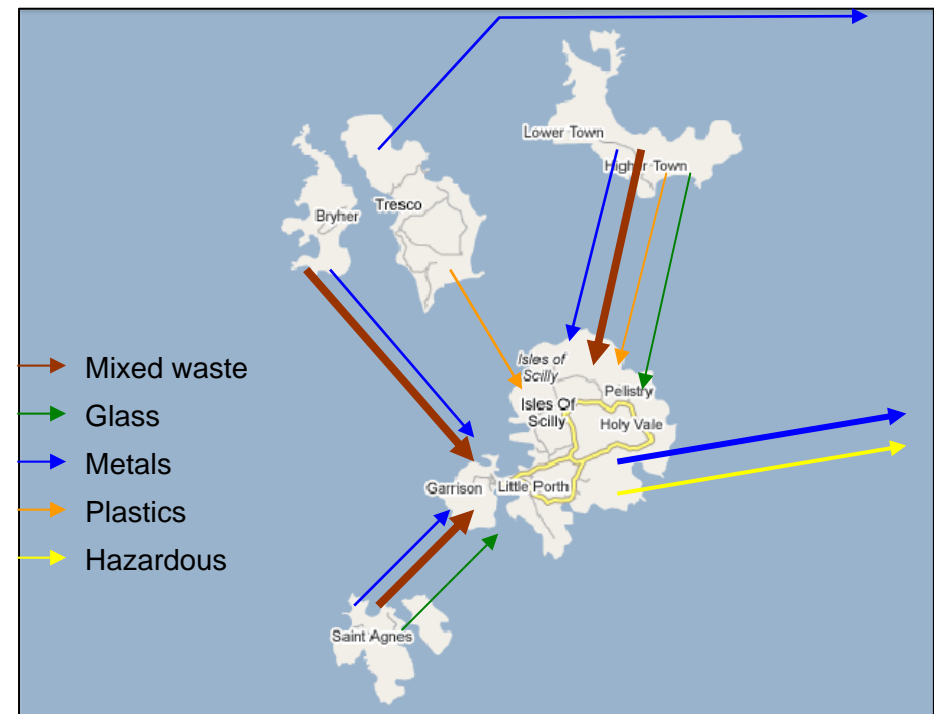 Lower Town
Higher Town
Tresco
Bryher
Isles of
Scilly
Pelistry
Isles Of
Scilly
Holy Vale
Garrison
Little Porth
Saint Agnes
Mixed waste
Glass
Metals
Plastics
Hazardous